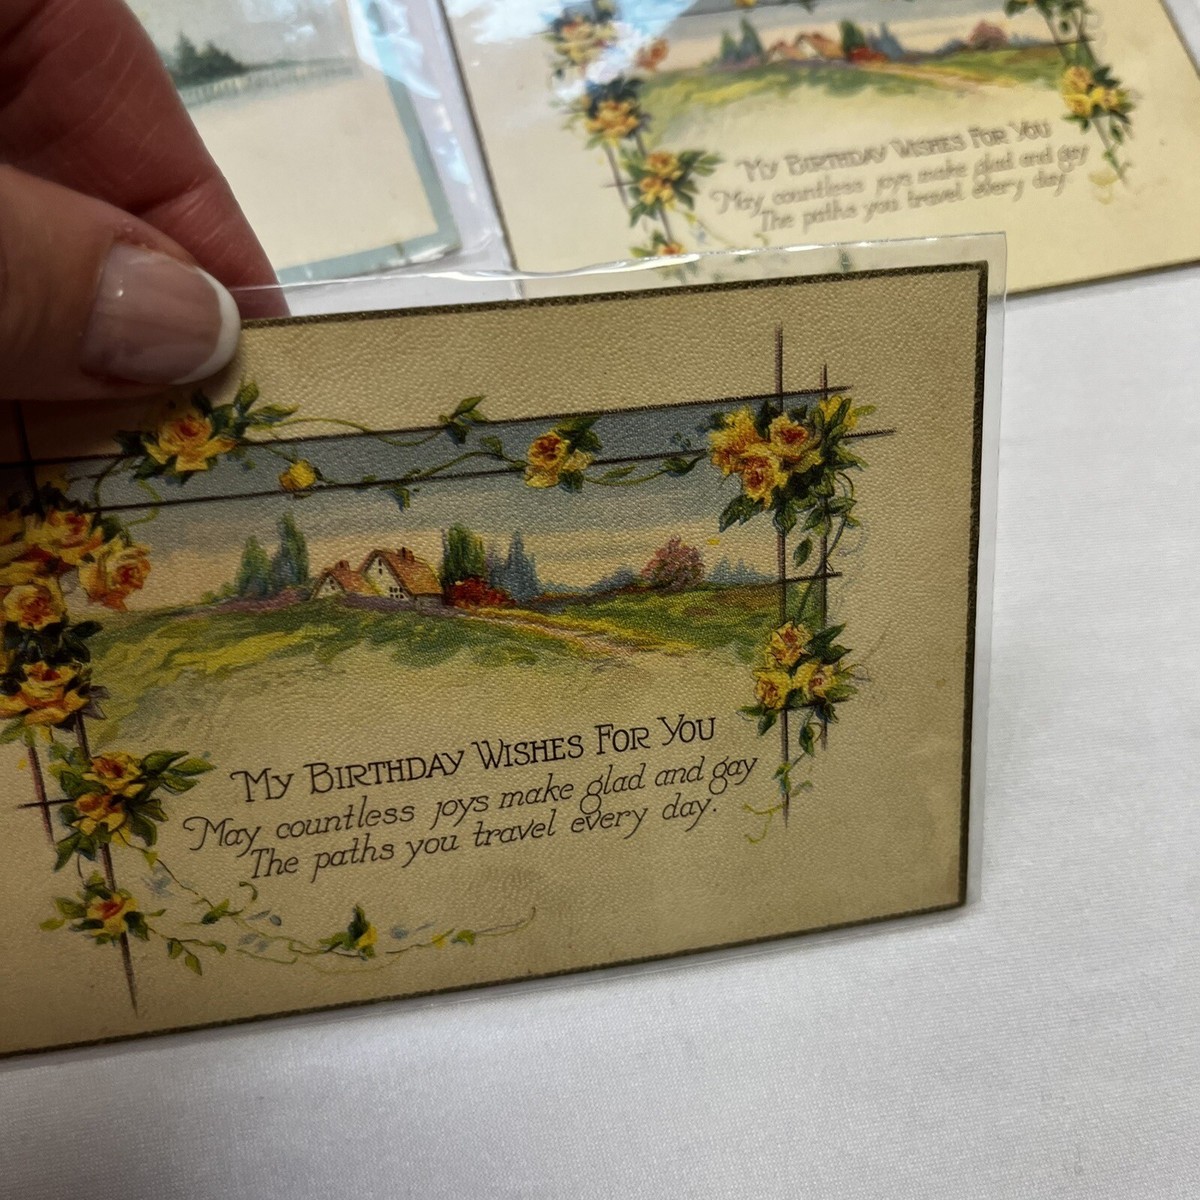 My Birthday Wishes For You
May countless joys make glad and gay
The paths you travel every day
My Birthday Wishes For You
May countless joys make glad and gay
The paths you travel every day.